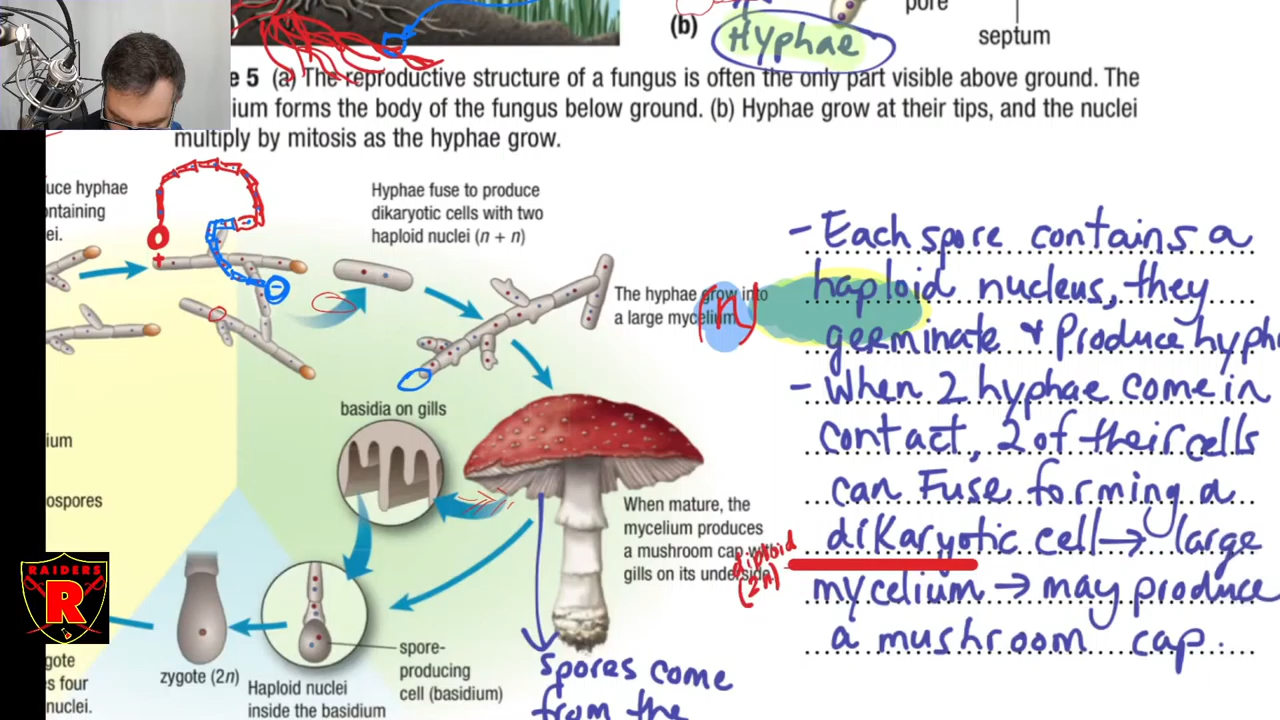 pore
septum
(b)
Hyphae
5 (a) The reproductive structure of a fungus is often the only part visible above ground. The
ium forms the body of the fungus below ground. (b) Hyphae grow at their tips, and the nuclei
multiply by mitosis as the hyphae grow.
uce hyphae
ntaining
ei.
Hyphae fuse to produce
dikaryotic cells with two
haploid nuclei (n + n)
+
-
The hyphae grow into
a large mycelium
(n)
basidia on gills
ium
ospores
When mature, the
mycelium produces
a mushroom cap with
gills on its underside
diploid
(2n)
RAIDERS
R
zygote (2n)
gote
s four
nuclei.
Haploid nuclei
inside the basidium
spore-
producing
cell (basidium)
Spores come
from the
- Each spore contains a
haploid nucleus, they
germinate & Produce hypha
- When 2 hyphae come in
contact, 2 of their cells
can Fuse forming a
diKaryotic cell → large
mycelium → may produce
a mushroom cap.